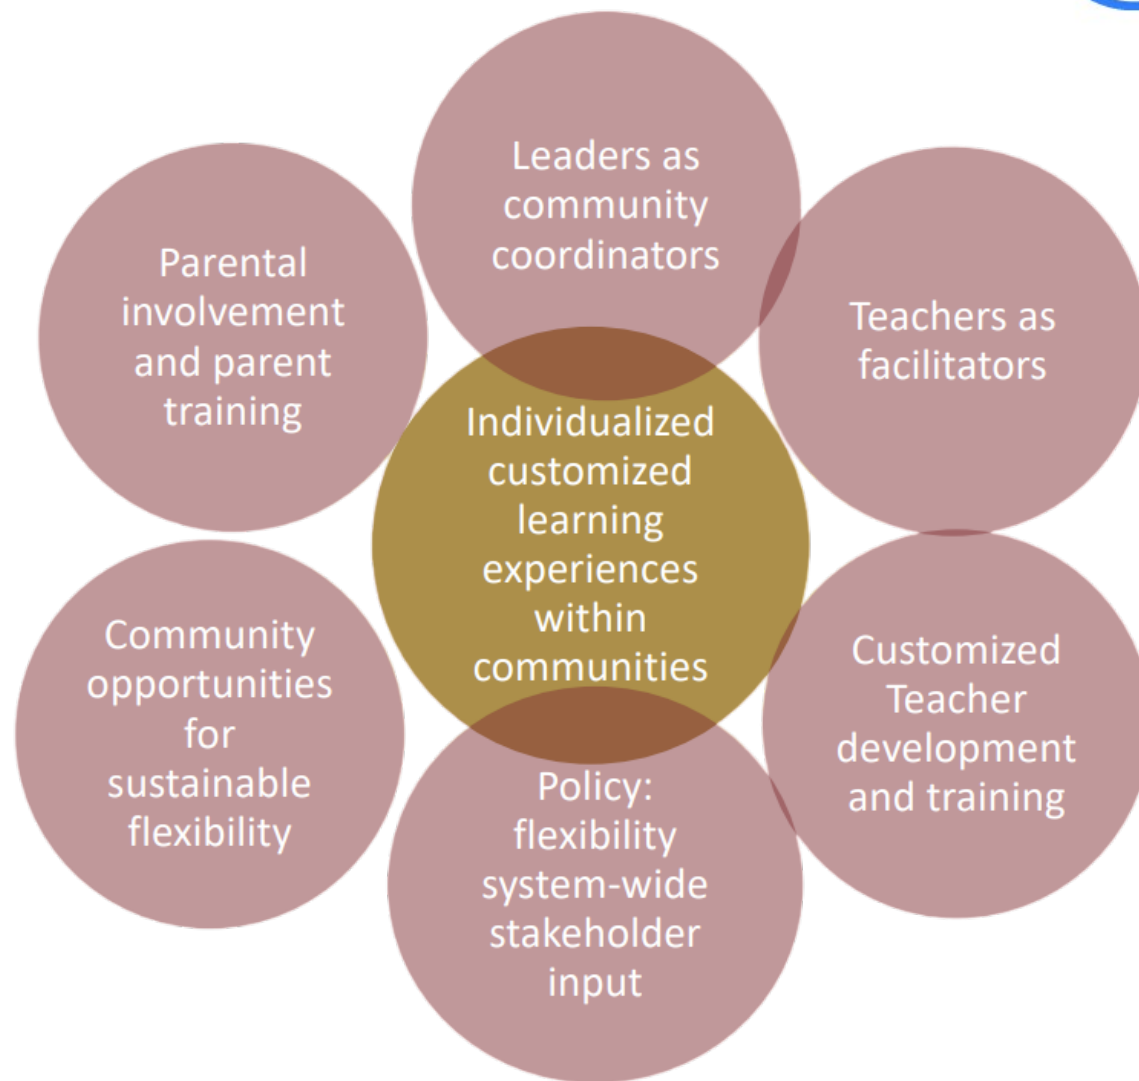 Leaders as
community
coordinators
Teachers as
facilitators
Customized
Teacher
development
and training
Policy:
flexibility
system-wide
stakeholder
input
Community
opportunities
for
sustainable
flexibility
Parental
involvement
and parent
training
Individualized
customized
learning
experiences
within
communities